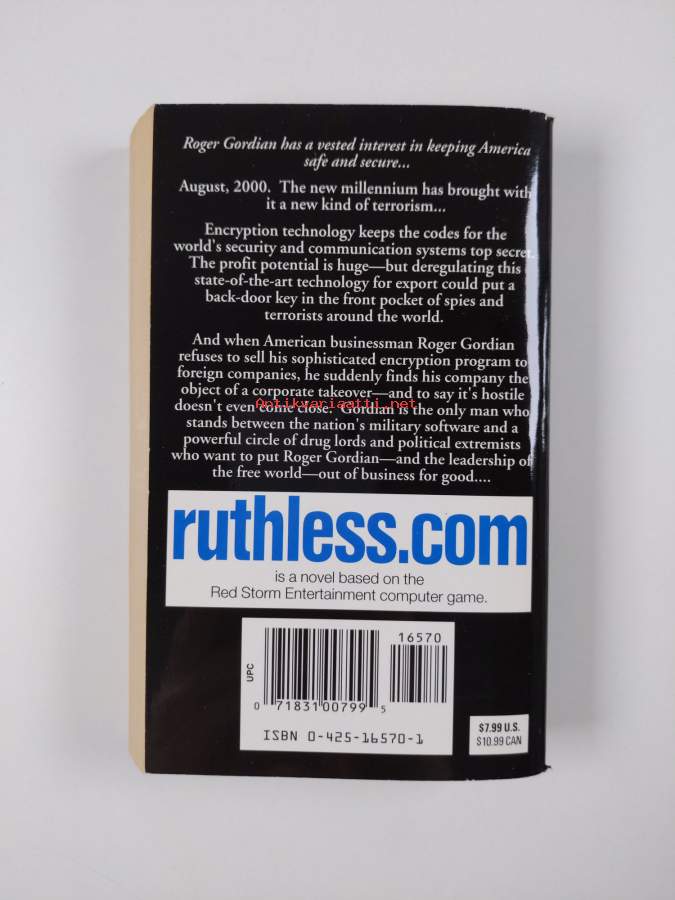 Roger Gordian has a vested interest in keeping America
safe and secure...
August, 2000. The new millennium has brought with
it a new kind of terrorism...
Encryption technology keeps the codes for the
world's security and communication systems top secret.
The profit potential is huge—but deregulating this
state-of-the-art technology for export could put a
back-door key in the front pocket of spies and
terrorists around the world.
And when American businessman Roger Gordian
refuses to sell his sophisticated encryption program to
foreign companies, he suddenly finds his company the
object of a corporate takeover—and to say it's hostile
Antikvariaatti.net
doesn't even come close. Gordian is the only man who
stands between the nation's military software and a
powerful circle of drug lords and political extremists
who want to put Roger Gordian—and the leadership of
the free world—out of business for good....
ruthless.com
is a novel based on the
Red Storm Entertainment computer game.
16570
UPC
0 71831 00799 5
ISBN 0-425-16570-1
$7.99 U.S.
$10.99 CAN